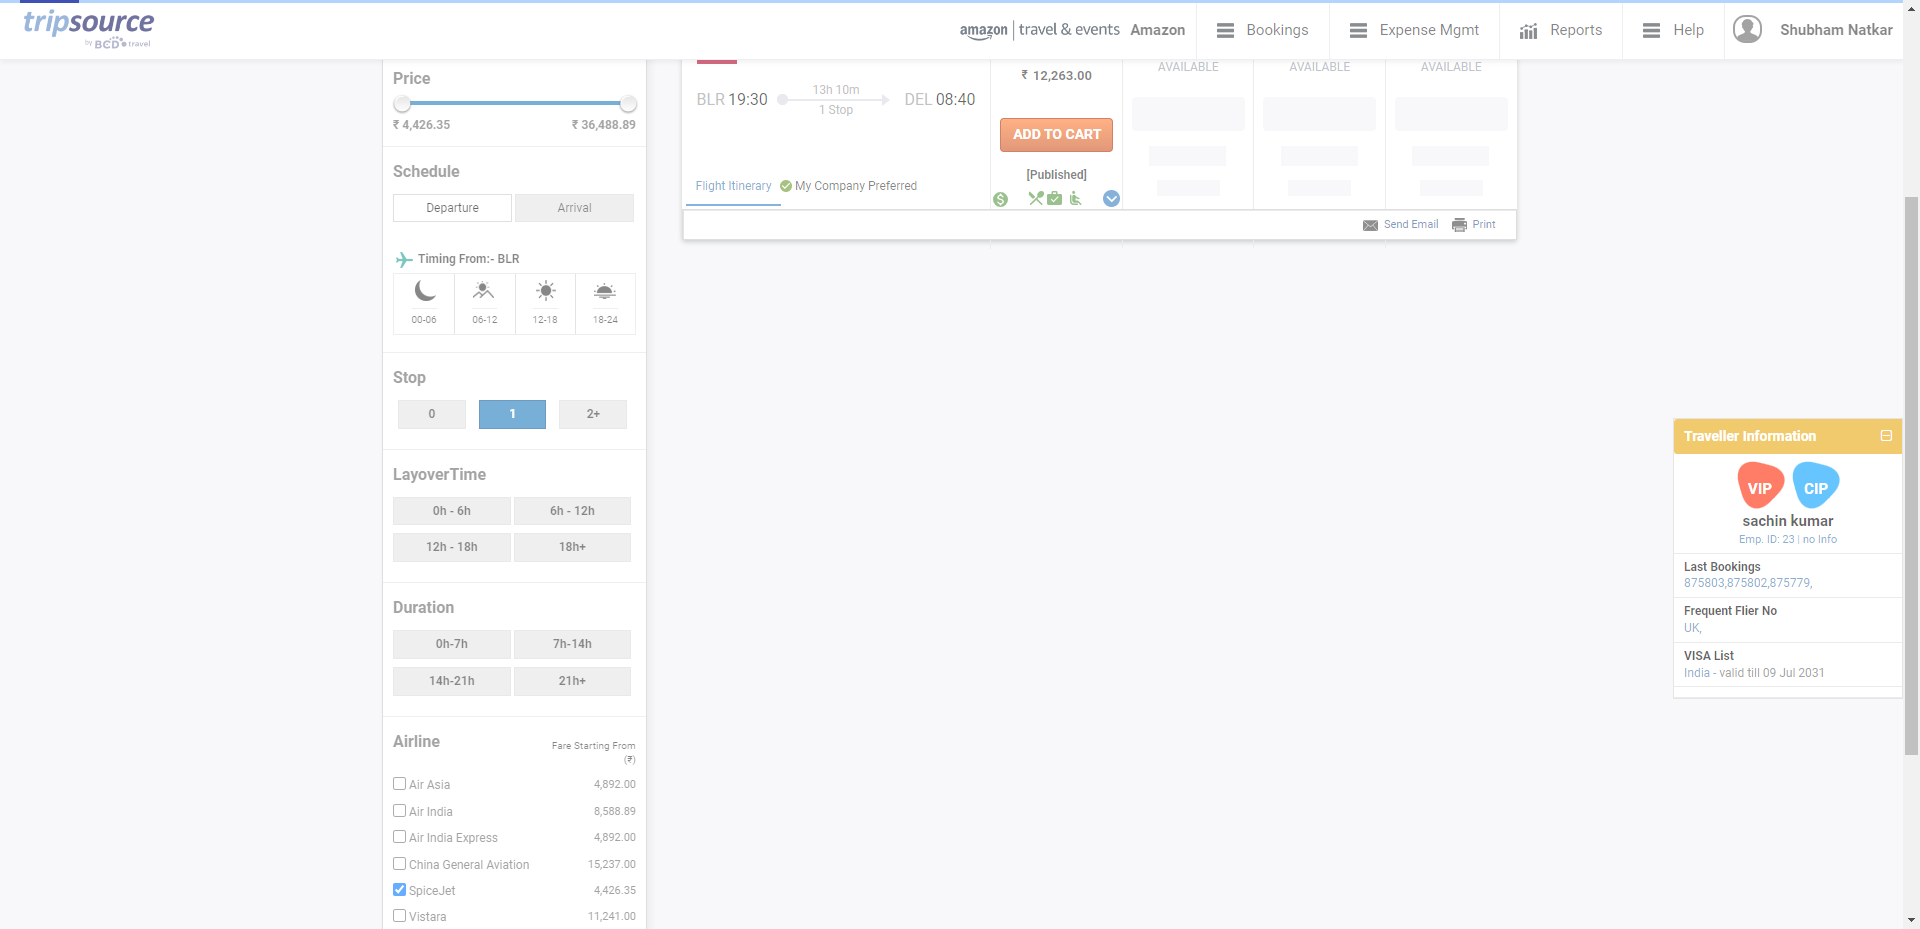 tripsource
by BCD travel
amazon | travel & events Amazon
Bookings
Expense Mgmt
Reports
Help
Shubham Natkar
Price
₹ 4,426.35 ₹ 36,488.89
Schedule
Departure Arrival
Timing From:- BLR
00-06 06-12 12-18 18-24
Stop
0 1 2+
LayoverTime
0h - 6h 6h - 12h
12h - 18h 18h+
Duration
0h-7h 7h-14h
14h-21h 21h+
Airline Fare Starting From
(₹)
Air Asia 4,892.00
Air India 8,588.89
Air India Express 4,892.00
China General Aviation 15,237.00
SpiceJet 4,426.35
Vistara 11,241.00
BLR 19:30 13h 10m DEL 08:40
1 Stop
Flight Itinerary My Company Preferred
₹ 12,263.00
ADD TO CART
[Published]
AVAILABLE AVAILABLE AVAILABLE
Send Email Print
Traveller Information
VIP CIP
sachin kumar
Emp. ID: 23 | no Info
Last Bookings
875803,875802,875779,
Frequent Flier No
UK,
VISA List
India - valid till 09 Jul 2031